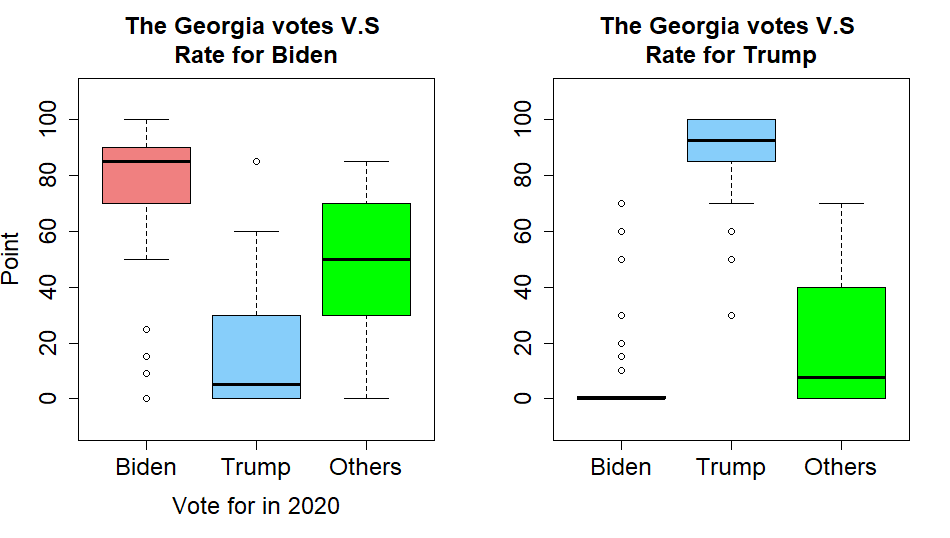 The Georgia votes V.S
Rate for Biden
Point
100
80
60
40
20
0
Biden Trump Others
Vote for in 2020
The Georgia votes V.S
Rate for Trump
100
80
60
40
20
0
Biden Trump Others